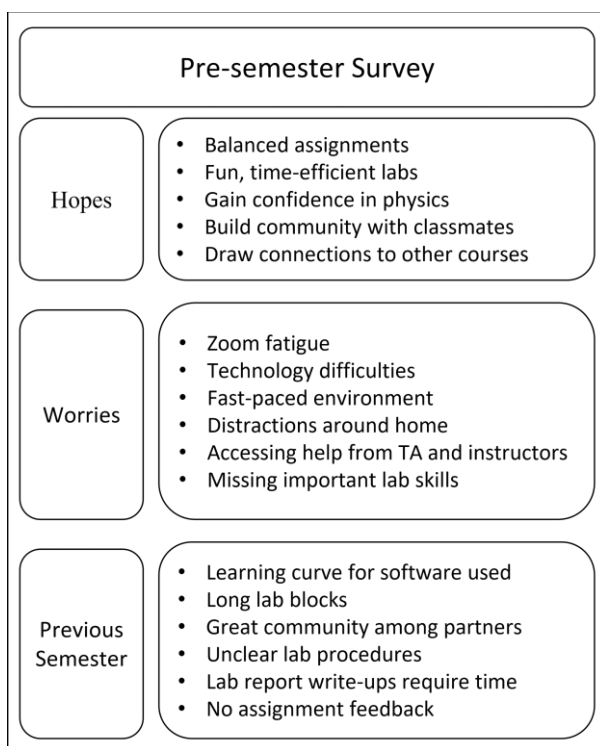 Pre-semester Survey
Hopes
• Balanced assignments
• Fun, time-efficient labs
• Gain confidence in physics
• Build community with classmates
• Draw connections to other courses
Worries
• Zoom fatigue
• Technology difficulties
• Fast-paced environment
• Distractions around home
• Accessing help from TA and instructors
• Missing important lab skills
Previous
Semester
• Learning curve for software used
• Long lab blocks
• Great community among partners
• Unclear lab procedures
• Lab report write-ups require time
• No assignment feedback